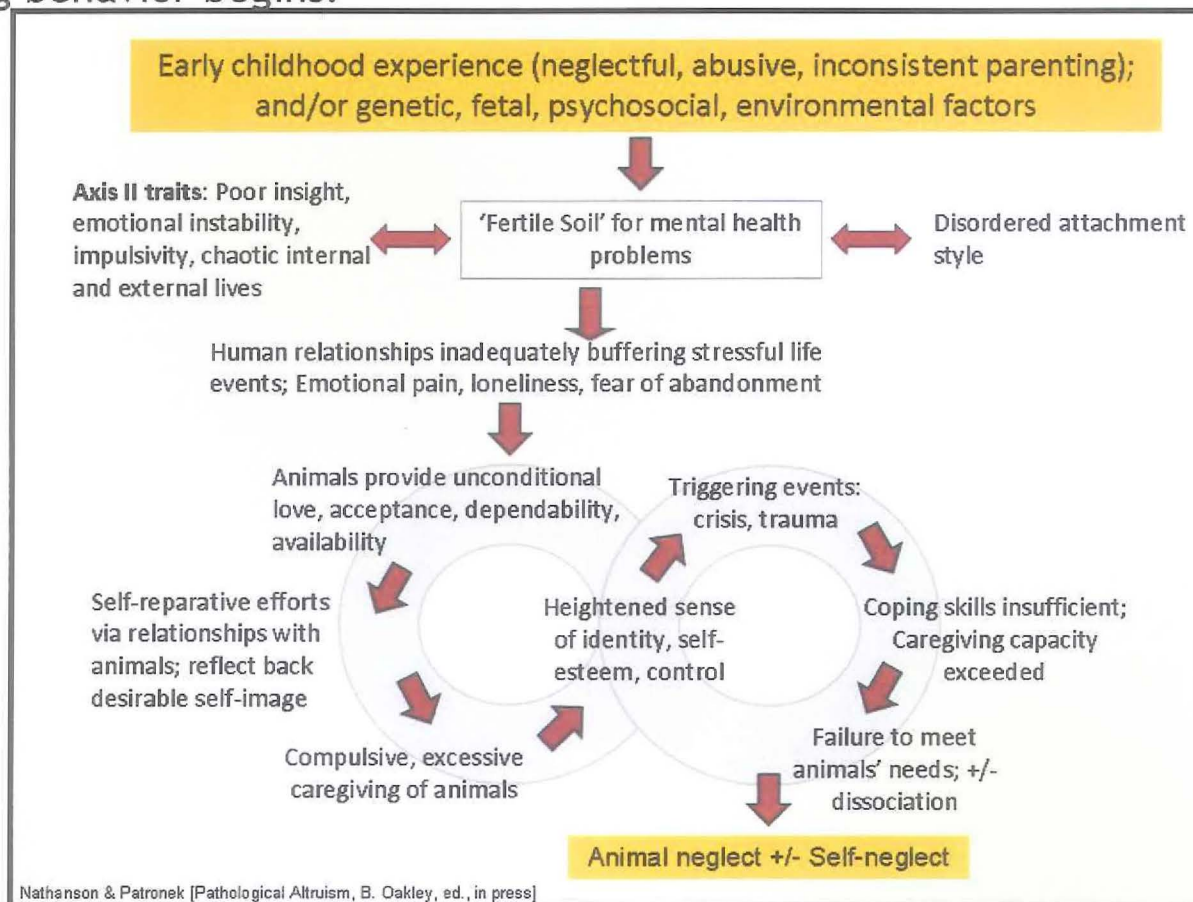 behavior begins.
Early childhood experience (neglectful, abusive, inconsistent parenting);
and/or genetic, fetal, psychosocial, environmental factors
Axis II traits: Poor insight,
emotional instability,
impulsivity, chaotic internal
and external lives
'Fertile Soil' for mental health
problems
Disordered attachment
style
Human relationships inadequately buffering stressful life
events; Emotional pain, loneliness, fear of abandonment
Animals provide unconditional
love, acceptance, dependability,
availability
Self-reparative efforts
via relationships with
animals; reflect back
desirable self-image
Compulsive, excessive
caregiving of animals
Heightened sense
of identity, self-
esteem, control
Triggering events:
crisis, trauma
Coping skills insufficient;
Caregiving capacity
exceeded
Failure to meet
animals' needs; +/-
dissociation
Animal neglect +/- Self-neglect
Nathanson & Patronek [Pathological Altruism, B. Oakley, ed., in press]